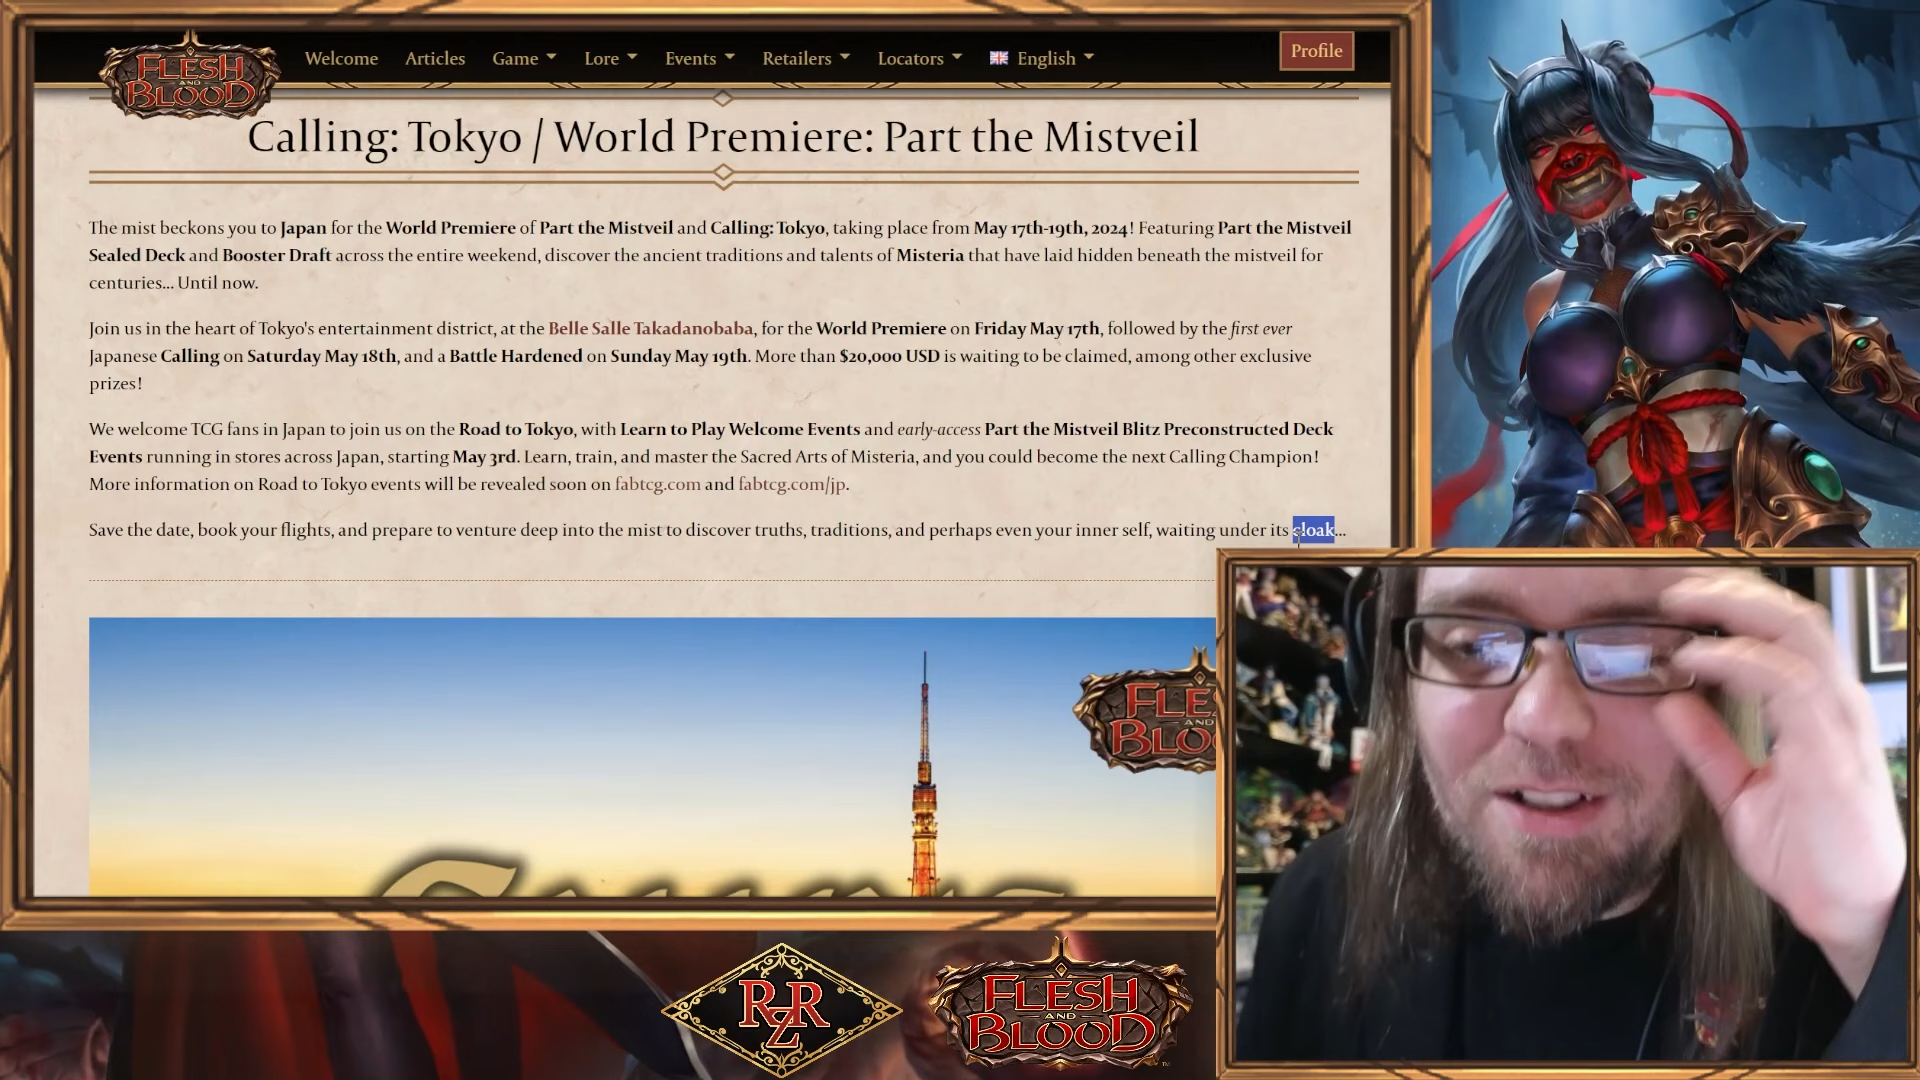 Welcome Articles Game Lore Events Retailers Locators English Profile
FLESH
AND
BLOOD
Calling: Tokyo / World Premiere: Part the Mistveil
The mist beckons you to Japan for the World Premiere of Part the Mistveil and Calling: Tokyo, taking place from May 17th-19th, 2024! Featuring Part the Mistveil
Sealed Deck and Booster Draft across the entire weekend, discover the ancient traditions and talents of Misteria that have laid hidden beneath the mistveil for
centuries... Until now.
Join us in the heart of Tokyo's entertainment district, at the Belle Salle Takadanobaba, for the World Premiere on Friday May 17th, followed by the first ever
Japanese Calling on Saturday May 18th, and a Battle Hardened on Sunday May 19th. More than $20,000 USD is waiting to be claimed, among other exclusive
prizes!
We welcome TCG fans in Japan to join us on the Road to Tokyo, with Learn to Play Welcome Events and early-access Part the Mistveil Blitz Preconstructed Deck
Events running in stores across Japan, starting May 3rd. Learn, train, and master the Sacred Arts of Misteria, and you could become the next Calling Champion!
More information on Road to Tokyo events will be revealed soon on fabtcg.com and fabtcg.com/jp.
Save the date, book your flights, and prepare to venture deep into the mist to discover truths, traditions, and perhaps even your inner self, waiting under its cloak...
RZR
FLESH
AND
BLOOD